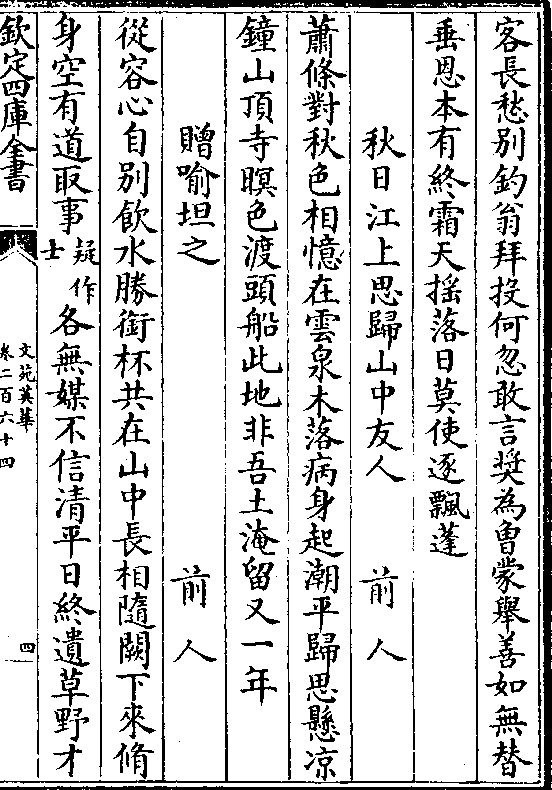 客長愁別釣翁拜投何忽敢言奨為曽蒙舉善如無替
垂恩本有終霜天揺落日莫使逐飄蓬
秋日江上思歸山中友人　前人
蕭條對秋色相憶在雲泉木落病身起潮平歸思懸凉
鐘山頂寺暝色渡頭船此地非吾土淹留又一年
贈喻坦之　前人
從容心自別飲水勝銜杯共在山中長相隨闕下來脩
身空有道取事疑作士各無媒不信清平日終遺草野才
欽定四庫全書
文苑英華
卷二百六十四
四